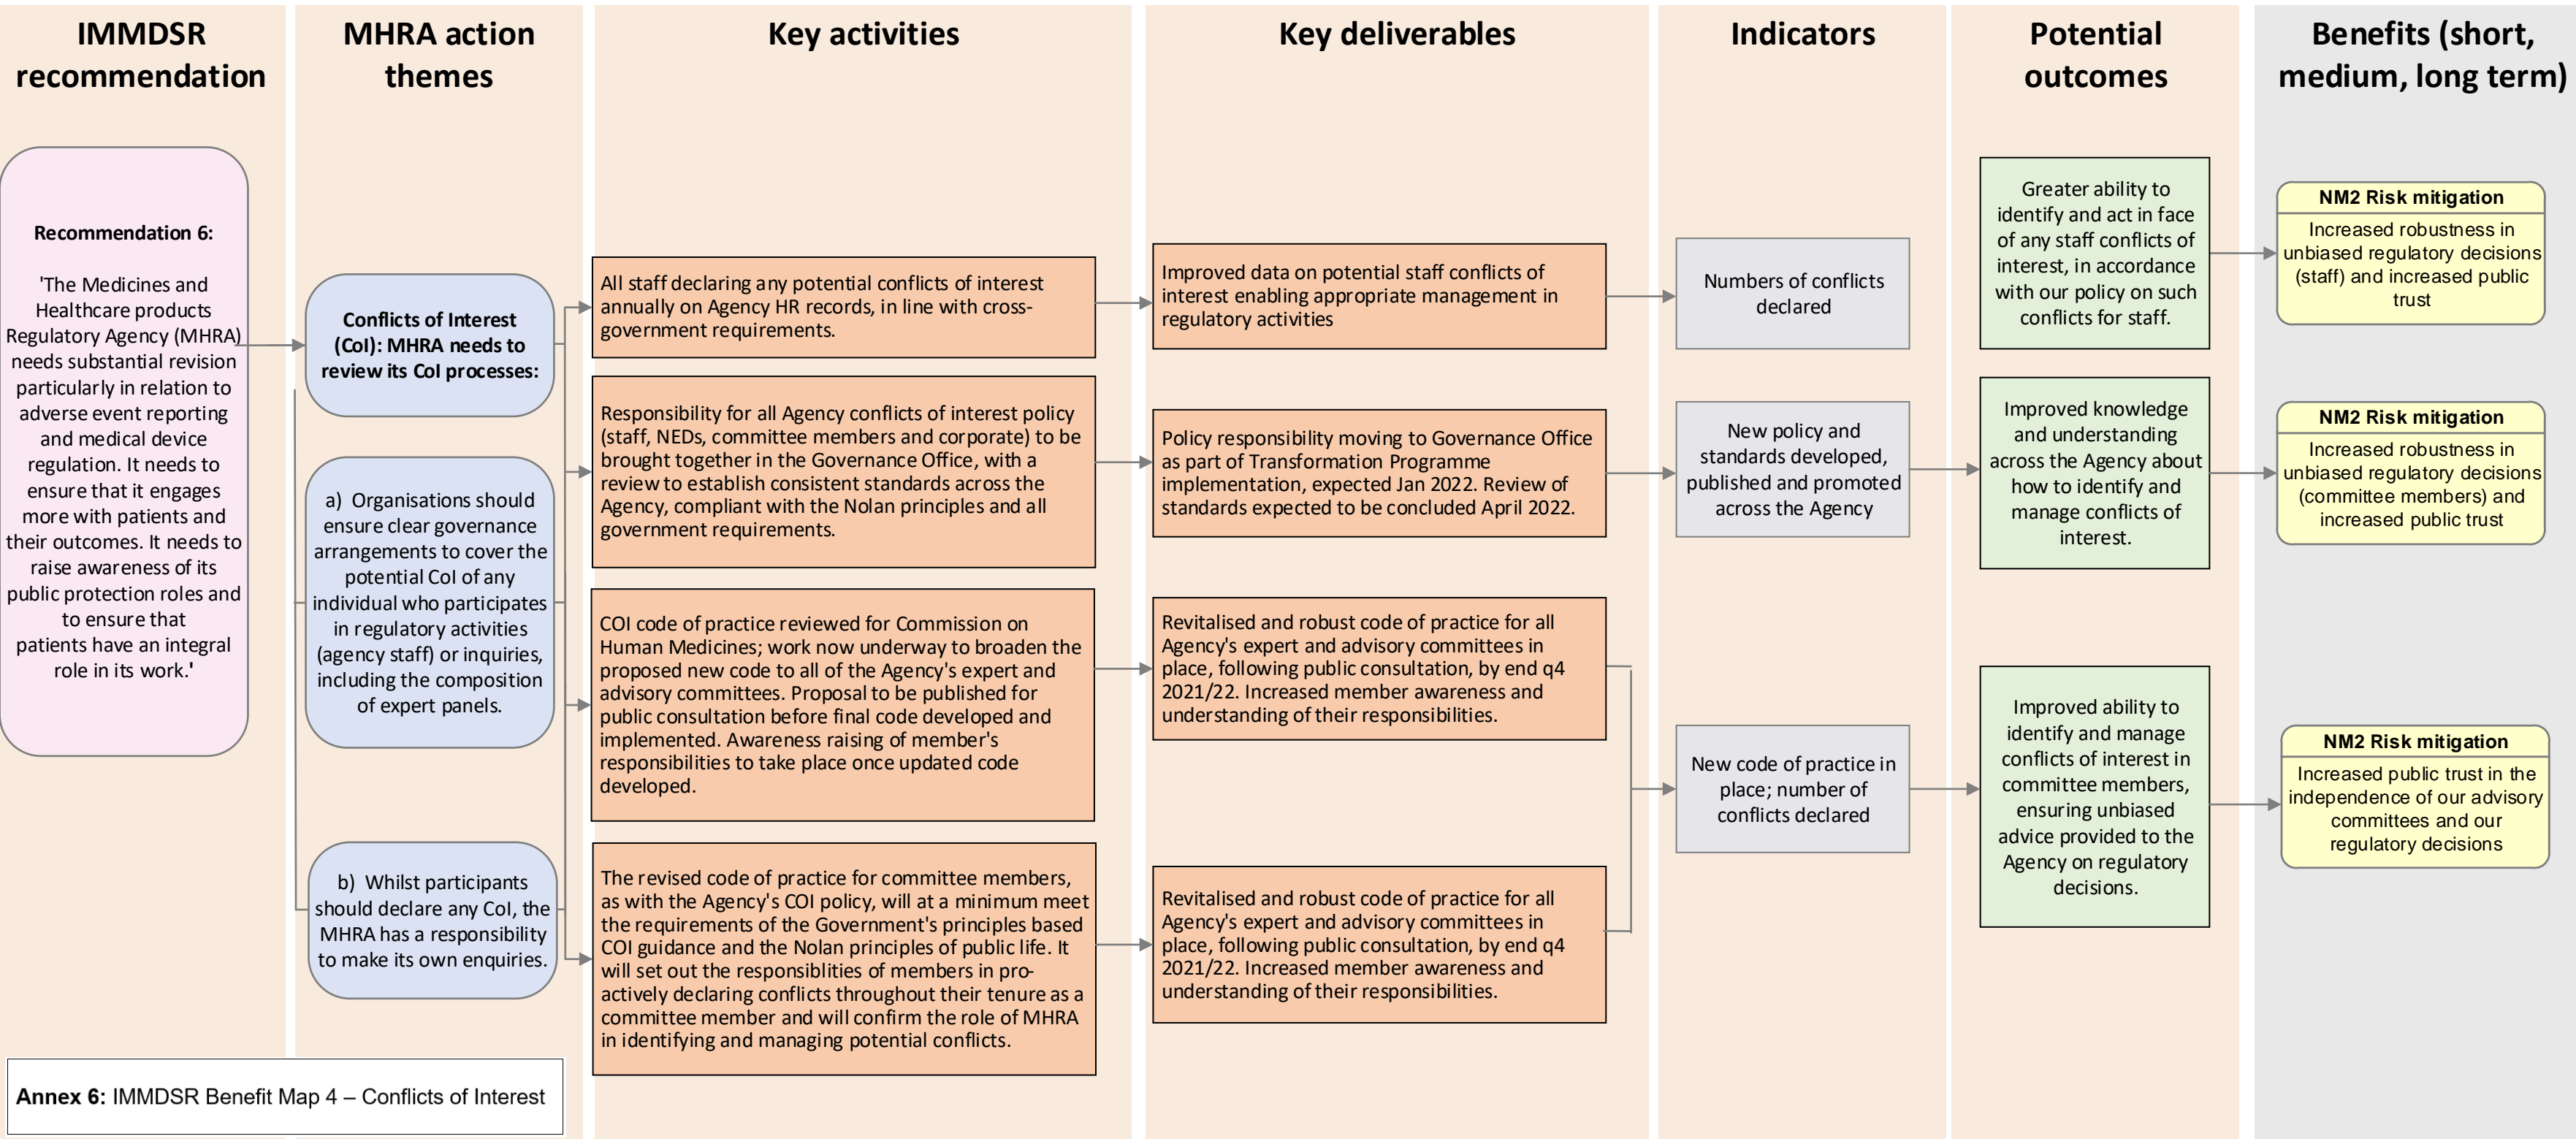 IMMDSR
recommendation
MHRA action
themes
Key activities
Key deliverables
Indicators
Potential
outcomes
Benefits (short,
medium, long term)
Recommendation 6:
'The Medicines and
Healthcare products
Regulatory Agency (MHRA)
needs substantial revision
particularly in relation to
adverse event reporting
and medical device
regulation. It needs to
ensure that it engages
more with patients and
their outcomes. It needs to
raise awareness of its
public protection roles and
to ensure that
patients have an integral
role in its work.'
Conflicts of Interest
(CoI): MHRA needs to
review its CoI processes:
a) Organisations should
ensure clear governance
arrangements to cover the
potential CoI of any
individual who participates
in regulatory activities
(agency staff) or inquiries,
including the composition
of expert panels.
b) Whilst participants
should declare any CoI, the
MHRA has a responsibility
to make its own enquiries.
All staff declaring any potential conflicts of interest
annually on Agency HR records, in line with cross-
government requirements.
Responsibility for all Agency conflicts of interest policy
(staff, NEDs, committee members and corporate) to be
brought together in the Governance Office, with a
review to establish consistent standards across the
Agency, compliant with the Nolan principles and all
government requirements.
COI code of practice reviewed for Commission on
Human Medicines; work now underway to broaden the
proposed new code to all of the Agency's expert and
advisory committees. Proposal to be published for
public consultation before final code developed and
implemented. Awareness raising of member's
responsibilities to take place once updated code
developed.
The revised code of practice for committee members,
as with the Agency's COI policy, will at a minimum meet
the requirements of the Government's principles based
COI guidance and the Nolan principles of public life. It
will set out the responsiblities of members in pro-
actively declaring conflicts throughout their tenure as a
committee member and will confirm the role of MHRA
in identifying and managing potential conflicts.
Improved data on potential staff conflicts of
interest enabling appropriate management in
regulatory activities
Policy responsibility moving to Governance Office
as part of Transformation Programme
implementation, expected Jan 2022. Review of
standards expected to be concluded April 2022.
Revitalised and robust code of practice for all
Agency's expert and advisory committees in
place, following public consultation, by end q4
2021/22. Increased member awareness and
understanding of their responsibilities.
Revitalised and robust code of practice for all
Agency's expert and advisory committees in
place, following public consultation, by end q4
2021/22. Increased member awareness and
understanding of their responsibilities.
Numbers of conflicts
declared
New policy and
standards developed,
published and promoted
across the Agency
New code of practice in
place; number of
conflicts declared
Greater ability to
identify and act in face
of any staff conflicts of
interest, in accordance
with our policy on such
conflicts for staff.
Improved knowledge
and understanding
across the Agency about
how to identify and
manage conflicts of
interest.
Improved ability to
identify and manage
conflicts of interest in
committee members,
ensuring unbiased
advice provided to the
Agency on regulatory
decisions.
NM2 Risk mitigation
Increased robustness in
unbiased regulatory decisions
(staff) and increased public
trust
NM2 Risk mitigation
Increased robustness in
unbiased regulatory decisions
(committee members) and
increased public trust
NM2 Risk mitigation
Increased public trust in the
independence of our advisory
committees and our
regulatory decisions
Annex 6: IMMDSR Benefit Map 4 – Conflicts of Interest